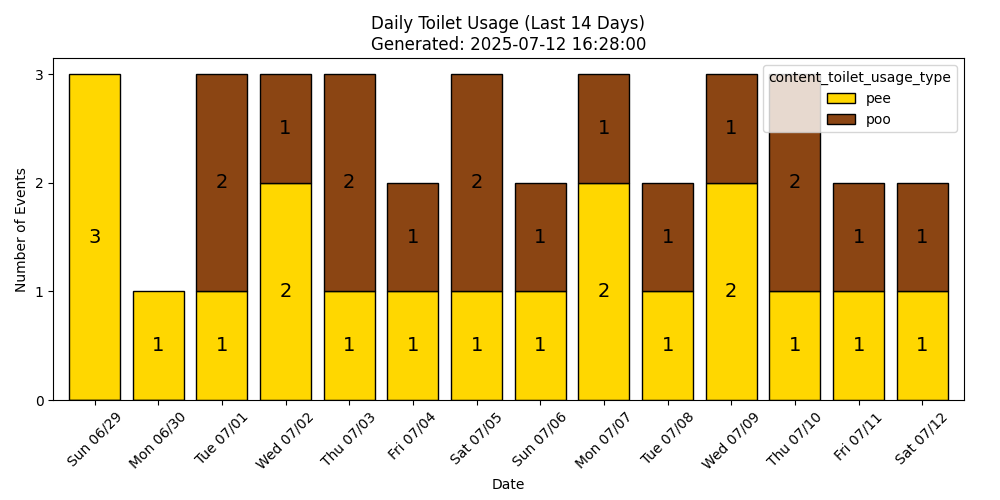 Daily Toilet Usage (Last 14 Days)
Generated: 2025-07-12 16:28:00
content_toilet_usage_type
pee
poo
Number of Events
3
2
1
0
3
1
1
2
2
1
1
2
1
1
1
2
1
1
2
1
1
1
2
1
1
2
1
1
1
1
Sun 06/29
Mon 06/30
Tue 07/01
Wed 07/02
Thu 07/03
Fri 07/04
Sat 07/05
Sun 07/06
Mon 07/07
Tue 07/08
Wed 07/09
Thu 07/10
Fri 07/11
Sat 07/12
Date